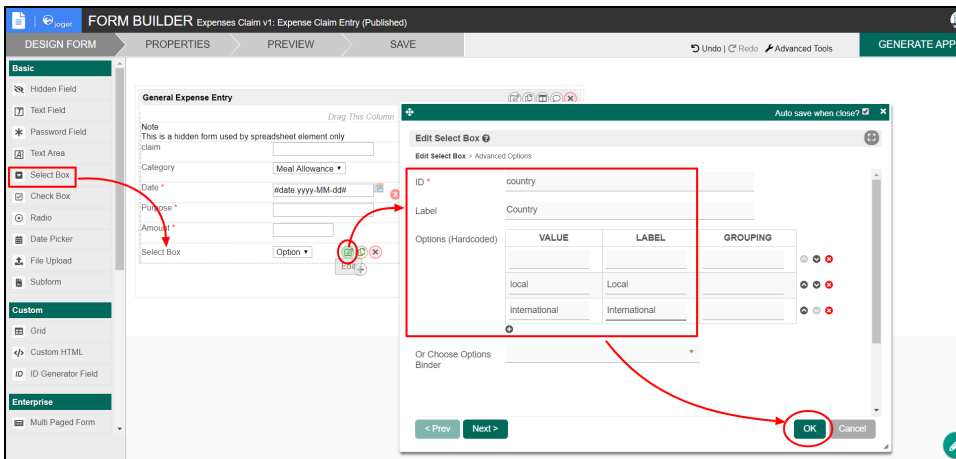 joget FORM BUILDER Expenses Claim v1: Expense Claim Entry (Published)
DESIGN FORM PROPERTIES PREVIEW SAVE Undo | Redo Advanced Tools GENERATE APP
Basic
Hidden Field
Text Field
Password Field
Text Area
Select Box
Check Box
Radio
Date Picker
File Upload
Subform
Custom
Grid
Custom HTML
ID ID Generator Field
Enterprise
Multi Paged Form
General Expense Entry
Drag This Column
Note
This is a hidden form used by spreadsheet element only
claim
Category Meal Allowance
Date * #date.yyyy-MM-dd#
Purpose *
Amount *
Select Box Option
Edit
Auto save when close?
Edit Select Box
Edit Select Box > Advanced Options
ID * country
Label Country
Options (Hardcoded) VALUE LABEL GROUPING
local Local
international International
Or Choose Options
Binder
< Prev Next > OK Cancel